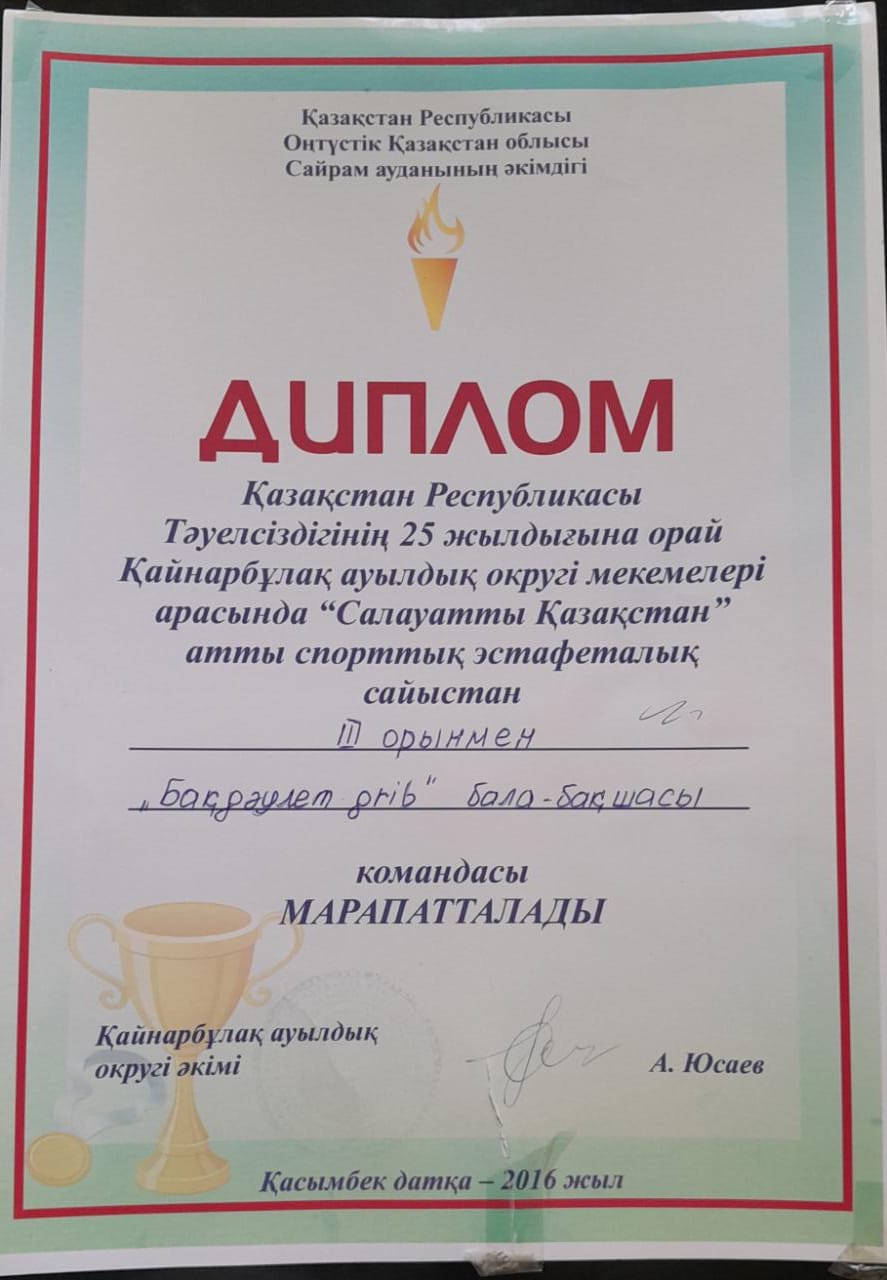 Қазақстан Республикасы
Оңтүстік Қазақстан облысы
Сайрам ауданының әкімдігі
ДИПЛОМ
Қазақстан Республикасы
Тәуелсіздігінің 25 жылдығына орай
Қайнарбұлақ ауылдық округі мекемелері
арасында “Салауатты Қазақстан”
атты спорттық эстафеталық
сайыстан
III орынмен
„Бақдәулет grib" бала-бақшасы
командасы
МАРАПАТТАЛАДЫ
Қайнарбұлақ ауылдық
округі әкімі
А. Юсаев
Қасымбек датқа – 2016 жыл